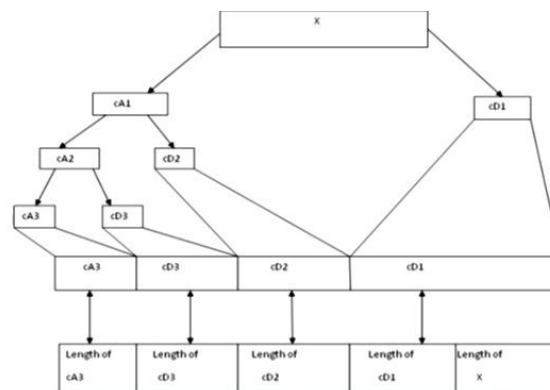 X
cA1
cD1
cA2
cD2
cA3
cD3
cA3
cD3
cD2
cD1
Length of
cA3
Length of
cD3
Length of
cD2
Length of
cD1
Length of
X